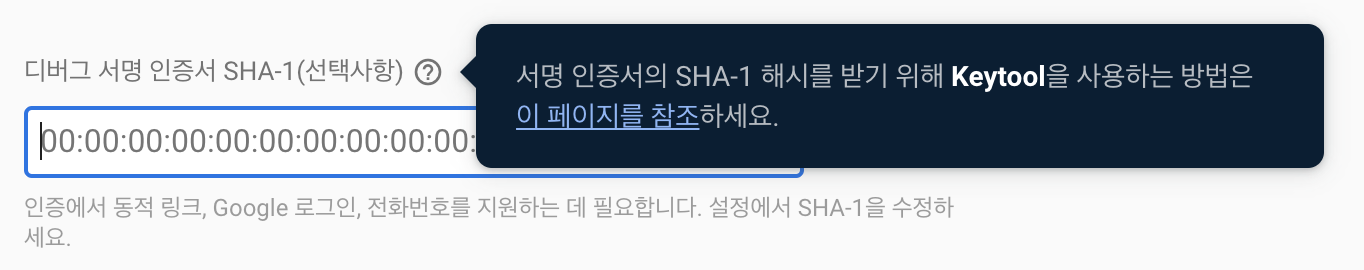 디버그 서명 인증서 SHA-1(선택사항)
서명 인증서의 SHA-1 해시를 받기 위해 Keytool을 사용하는 방법은
이 페이지를 참조하세요.
00:00:00:00:00:00:00:00:00:00:00:00:
인증에서 동적 링크, Google 로그인, 전화번호를 지원하는 데 필요합니다. 설정에서 SHA-1을 수정하
세요.